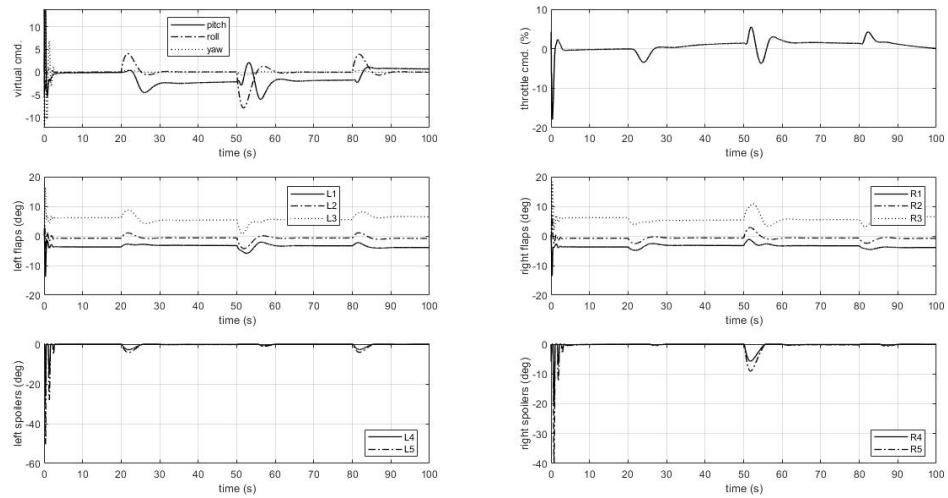 virtual cmd.
10
5
0
-5
-10
pitch
roll
yaw
0 10 20 30 40 50 60 70 80 90 100
time (s)
throttle cmd. (%)
10
0
-10
-20
0 10 20 30 40 50 60 70 80 90 100
time (s)
left flaps (deg)
20
10
0
-10
-20
L1
L2
L3
0 10 20 30 40 50 60 70 80 90 100
time (s)
right flaps (deg)
20
10
0
-10
-20
R1
R2
R3
0 10 20 30 40 50 60 70 80 90 100
time (s)
left spoilers (deg)
0
-20
-40
-60
L4
L5
0 10 20 30 40 50 60 70 80 90 100
time (s)
right spoilers (deg)
0
-10
-20
-30
-40
R4
R5
0 10 20 30 40 50 60 70 80 90 100
time (s)